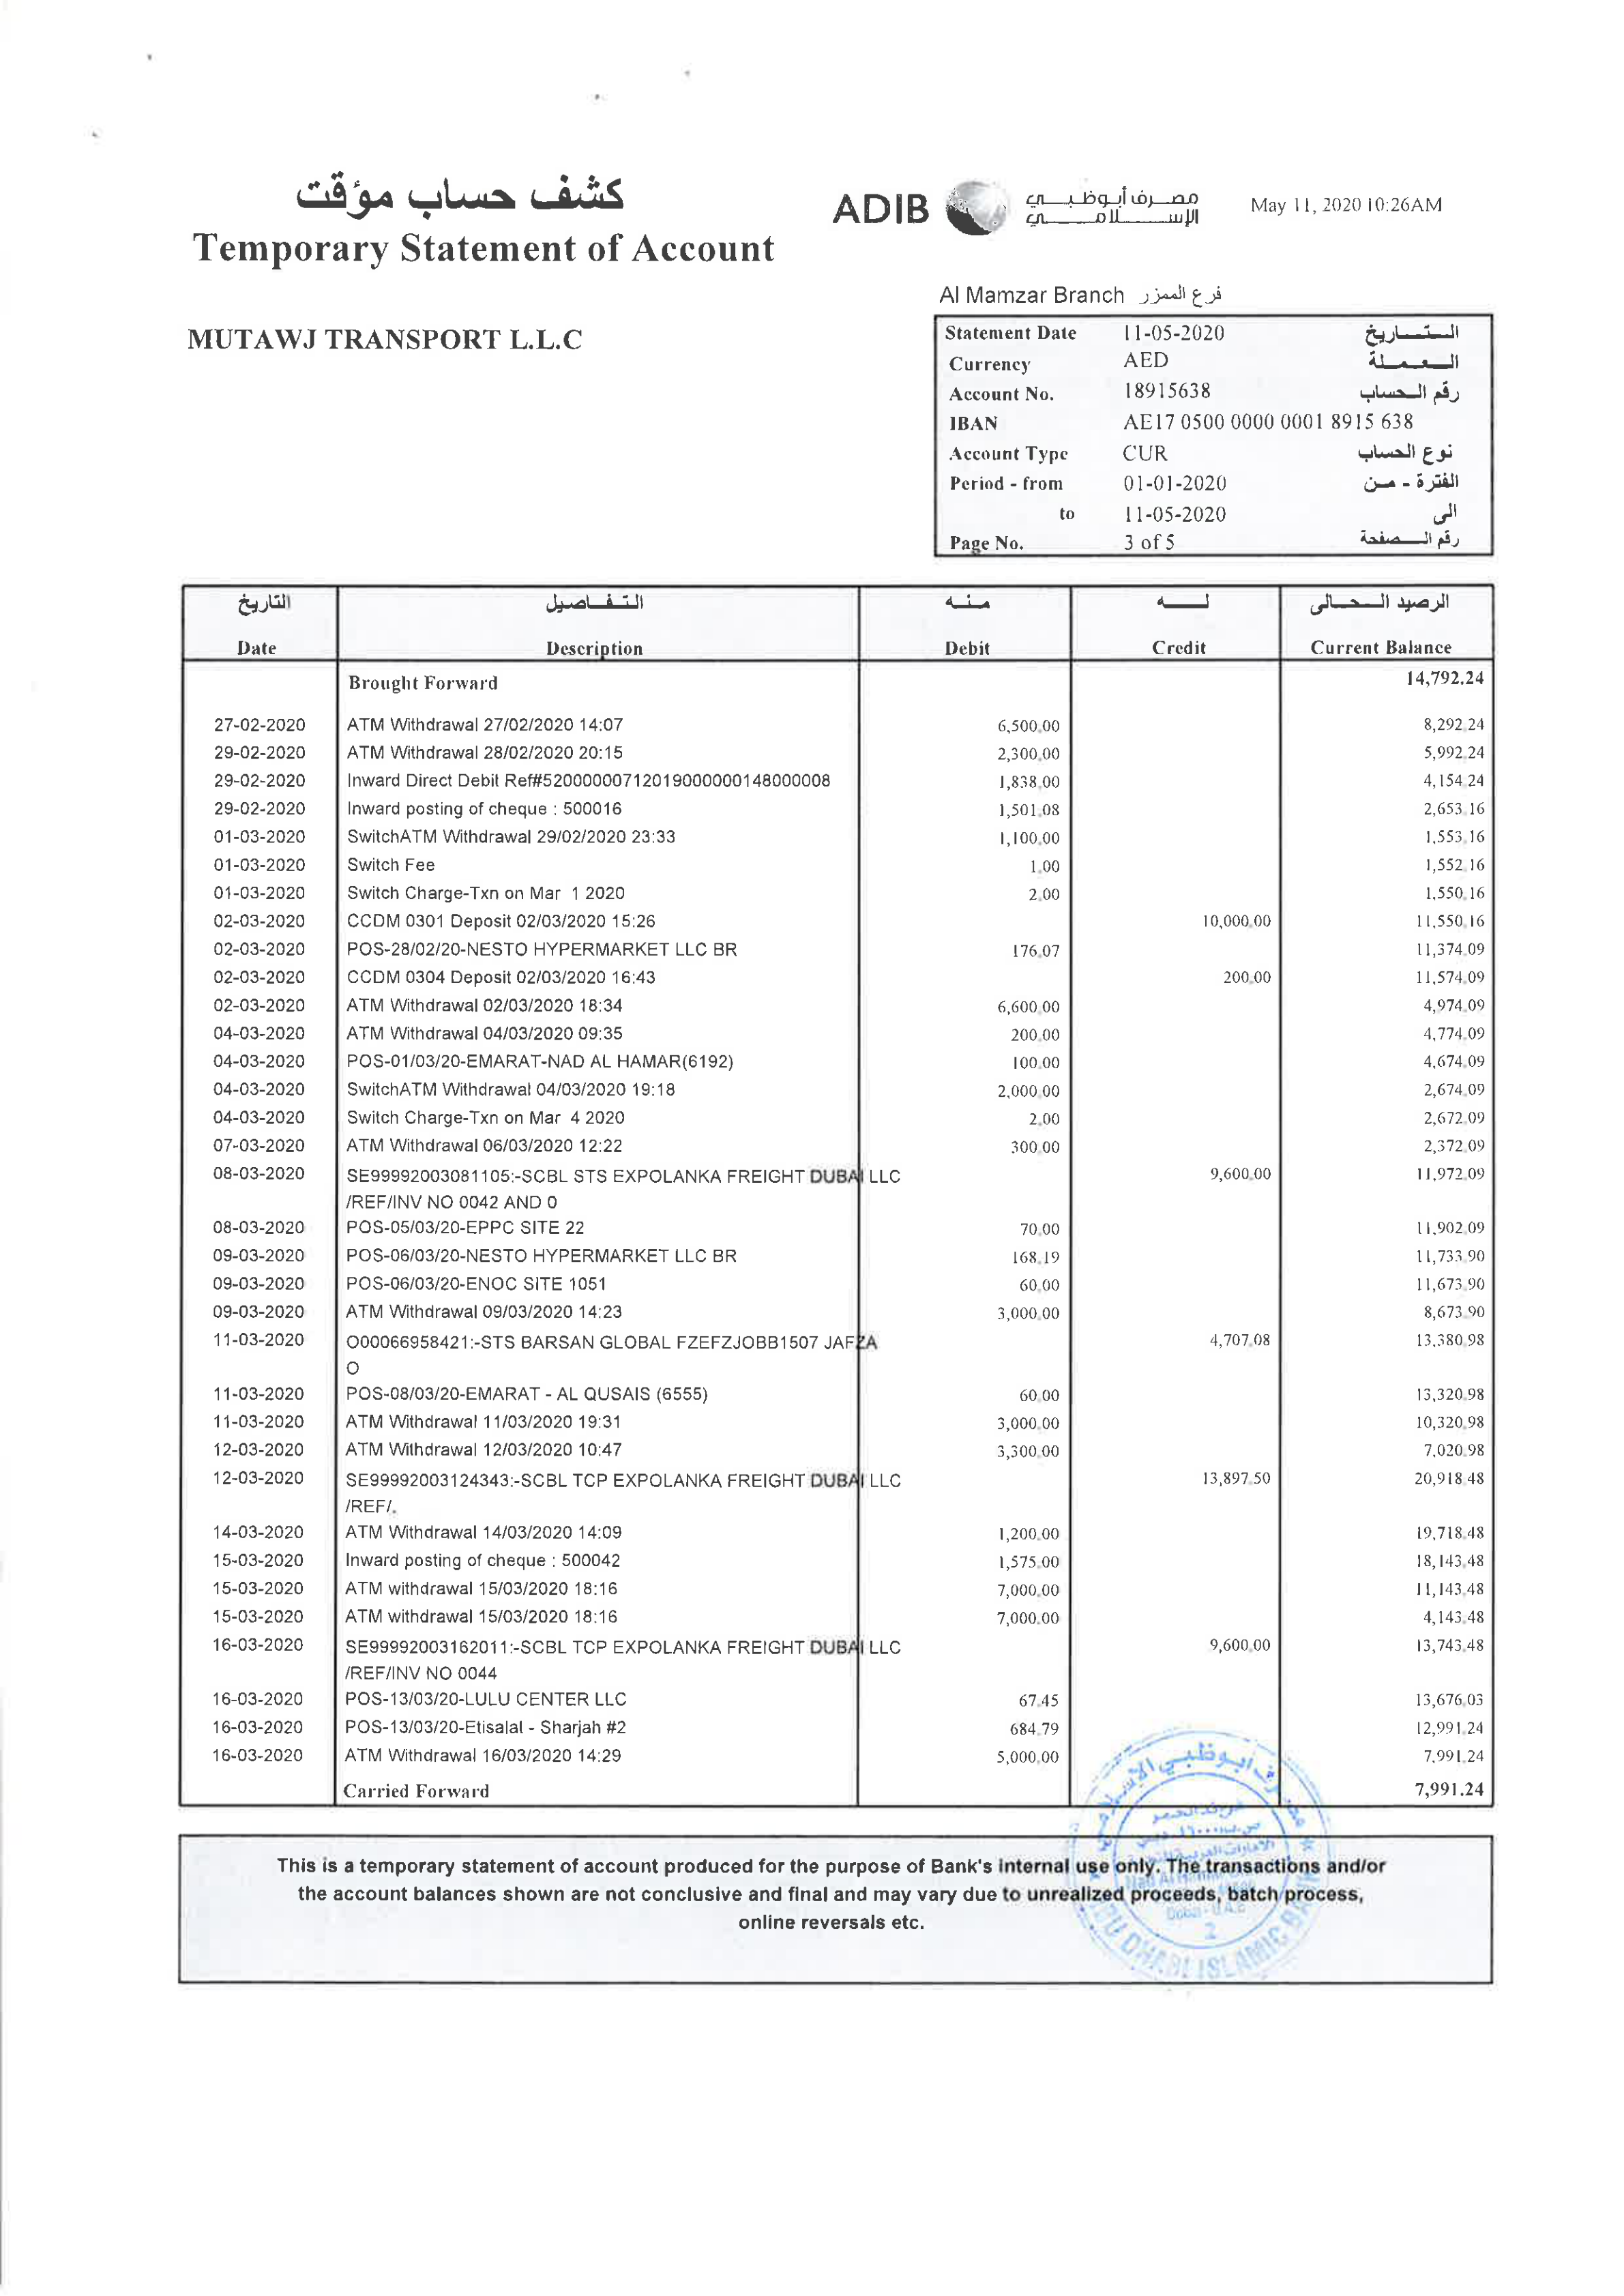 كشف حساب مؤقت
Temporary Statement of Account
ADIB مصرف أبوظبي
الإسلامي
May 11, 2020 10:26AM
Al Mamzar Branch فرع الممزر
MUTAWJ TRANSPORT L.L.C
Statement Date 11-05-2020 التاريخ
Currency AED العملة
Account No. 18915638 رقم الحساب
IBAN AE17 0500 0000 0001 8915 638
Account Type CUR نوع الحساب
Period - from 01-01-2020 الفترة - من
to 11-05-2020 الى
Page No. 3 of 5 رقم الصفحة
التاريخ التفاصيل منه له الرصيد الحالى
Date Description Debit Credit Current Balance
Brought Forward 14,792.24
27-02-2020 ATM Withdrawal 27/02/2020 14:07 6,500.00 8,292.24
29-02-2020 ATM Withdrawal 28/02/2020 20:15 2,300.00 5,992.24
29-02-2020 Inward Direct Debit Ref#52000000712019000000148000008 1,838.00 4,154.24
29-02-2020 Inward posting of cheque : 500016 1,501.08 2,653.16
01-03-2020 SwitchATM Withdrawal 29/02/2020 23:33 1,100.00 1,553.16
01-03-2020 Switch Fee 1.00 1,552.16
01-03-2020 Switch Charge-Txn on Mar 1 2020 2.00 1,550.16
02-03-2020 CCDM 0301 Deposit 02/03/2020 15:26 10,000.00 11,550.16
02-03-2020 POS-28/02/20-NESTO HYPERMARKET LLC BR 176.07 11,374.09
02-03-2020 CCDM 0304 Deposit 02/03/2020 16:43 200.00 11,574.09
02-03-2020 ATM Withdrawal 02/03/2020 18:34 6,600.00 4,974.09
04-03-2020 ATM Withdrawal 04/03/2020 09:35 200.00 4,774.09
04-03-2020 POS-01/03/20-EMARAT-NAD AL HAMAR(6192) 100.00 4,674.09
04-03-2020 SwitchATM Withdrawal 04/03/2020 19:18 2,000.00 2,674.09
04-03-2020 Switch Charge-Txn on Mar 4 2020 2.00 2,672.09
07-03-2020 ATM Withdrawal 06/03/2020 12:22 300.00 2,372.09
08-03-2020 SE99992003081105:-SCBL STS EXPOLANKA FREIGHT DUBAI LLC 9,600.00 11,972.09
/REF/INV NO 0042 AND 0
08-03-2020 POS-05/03/20-EPPC SITE 22 70.00 11,902.09
09-03-2020 POS-06/03/20-NESTO HYPERMARKET LLC BR 168.19 11,733.90
09-03-2020 POS-06/03/20-ENOC SITE 1051 60.00 11,673.90
09-03-2020 ATM Withdrawal 09/03/2020 14:23 3,000.00 8,673.90
11-03-2020 O00066958421:-STS BARSAN GLOBAL FZEFZJOBB1507 JAFZA 4,707.08 13,380.98
O
11-03-2020 POS-08/03/20-EMARAT - AL QUSAIS (6555) 60.00 13,320.98
11-03-2020 ATM Withdrawal 11/03/2020 19:31 3,000.00 10,320.98
12-03-2020 ATM Withdrawal 12/03/2020 10:47 3,300.00 7,020.98
12-03-2020 SE99992003124343:-SCBL TCP EXPOLANKA FREIGHT DUBAI LLC 13,897.50 20,918.48
/REF/.
14-03-2020 ATM Withdrawal 14/03/2020 14:09 1,200.00 19,718.48
15-03-2020 Inward posting of cheque : 500042 1,575.00 18,143.48
15-03-2020 ATM withdrawal 15/03/2020 18:16 7,000.00 11,143.48
15-03-2020 ATM withdrawal 15/03/2020 18:16 7,000.00 4,143.48
16-03-2020 SE99992003162011:-SCBL TCP EXPOLANKA FREIGHT DUBAI LLC 9,600.00 13,743.48
/REF/INV NO 0044
16-03-2020 POS-13/03/20-LULU CENTER LLC 67.45 13,676.03
16-03-2020 POS-13/03/20-Etisalal - Sharjah #2 684.79 12,991.24
16-03-2020 ATM Withdrawal 16/03/2020 14:29 5,000.00 7,991.24
Carried Forward 7,991.24
This is a temporary statement of account produced for the purpose of Bank's internal use only. The transactions and/or
the account balances shown are not conclusive and final and may vary due to unrealized proceeds, batch process,
online reversals etc.
Dubai - U.A.E
2
ABU DHABI ISLAMIC BANK